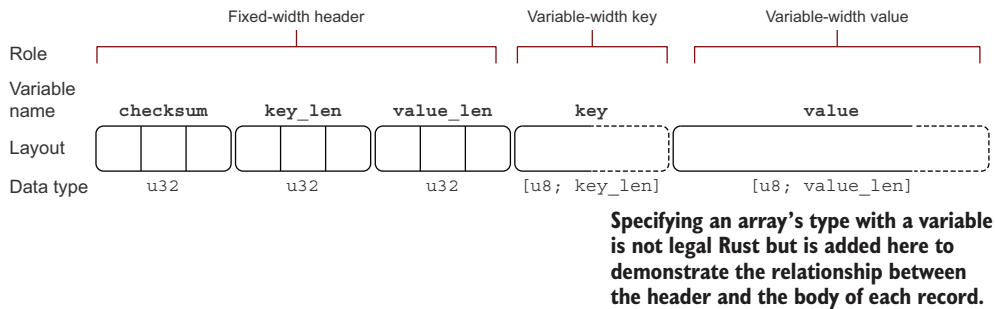 Fixed-width header Variable-width key Variable-width value
Role
Variable
name checksum key_len value_len key value
Layout
Data type u32 u32 u32 [u8; key_len] [u8; value_len]
Specifying an array's type with a variable
is not legal Rust but is added here to
demonstrate the relationship between
the header and the body of each record.